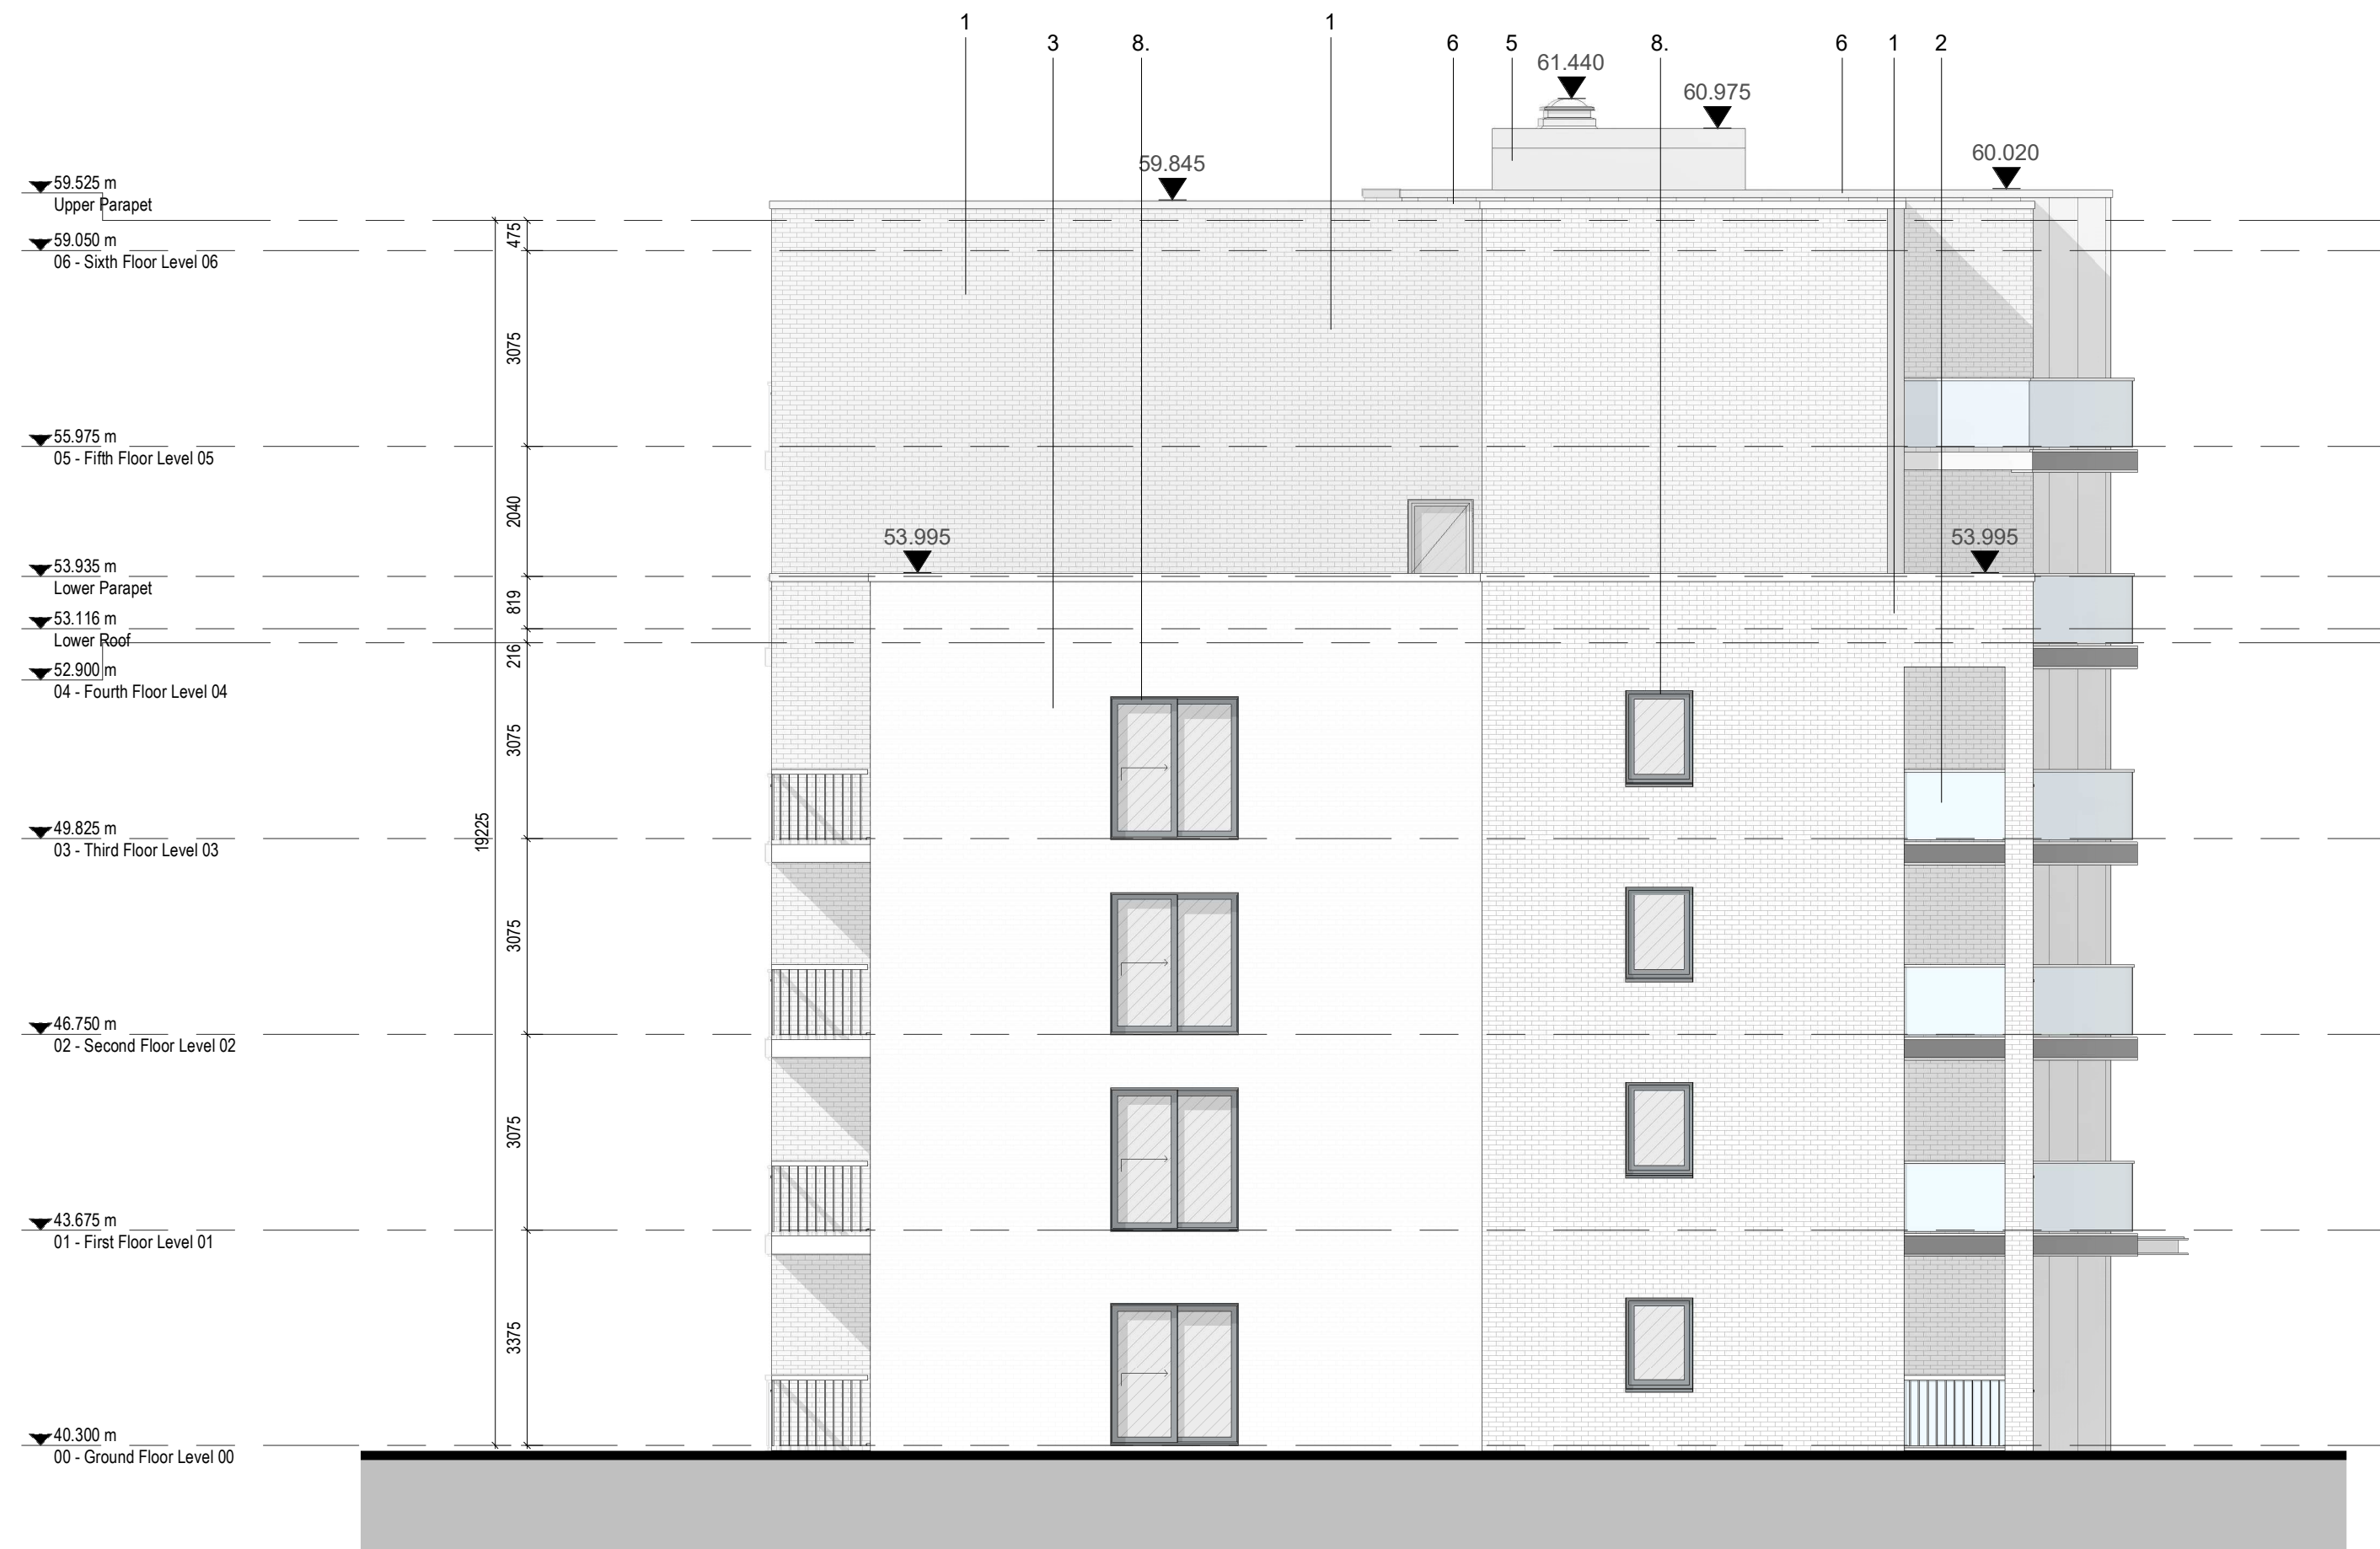 1
1
3
8.
6
5
8.
6
1
2
61.440
60.975
59.845
60.020
59.525 m
Upper Parapet
475
59.050 m
06 - Sixth Floor Level 06
3075
55.975 m
05 - Fifth Floor Level 05
2040
53.995
53.995
53.935 m
Lower Parapet
819
53.116 m
Lower Roof
216
52.900 m
04 - Fourth Floor Level 04
3075
19225
49.825 m
03 - Third Floor Level 03
3075
46.750 m
02 - Second Floor Level 02
3075
43.675 m
01 - First Floor Level 01
3375
40.300 m
00 - Ground Floor Level 00